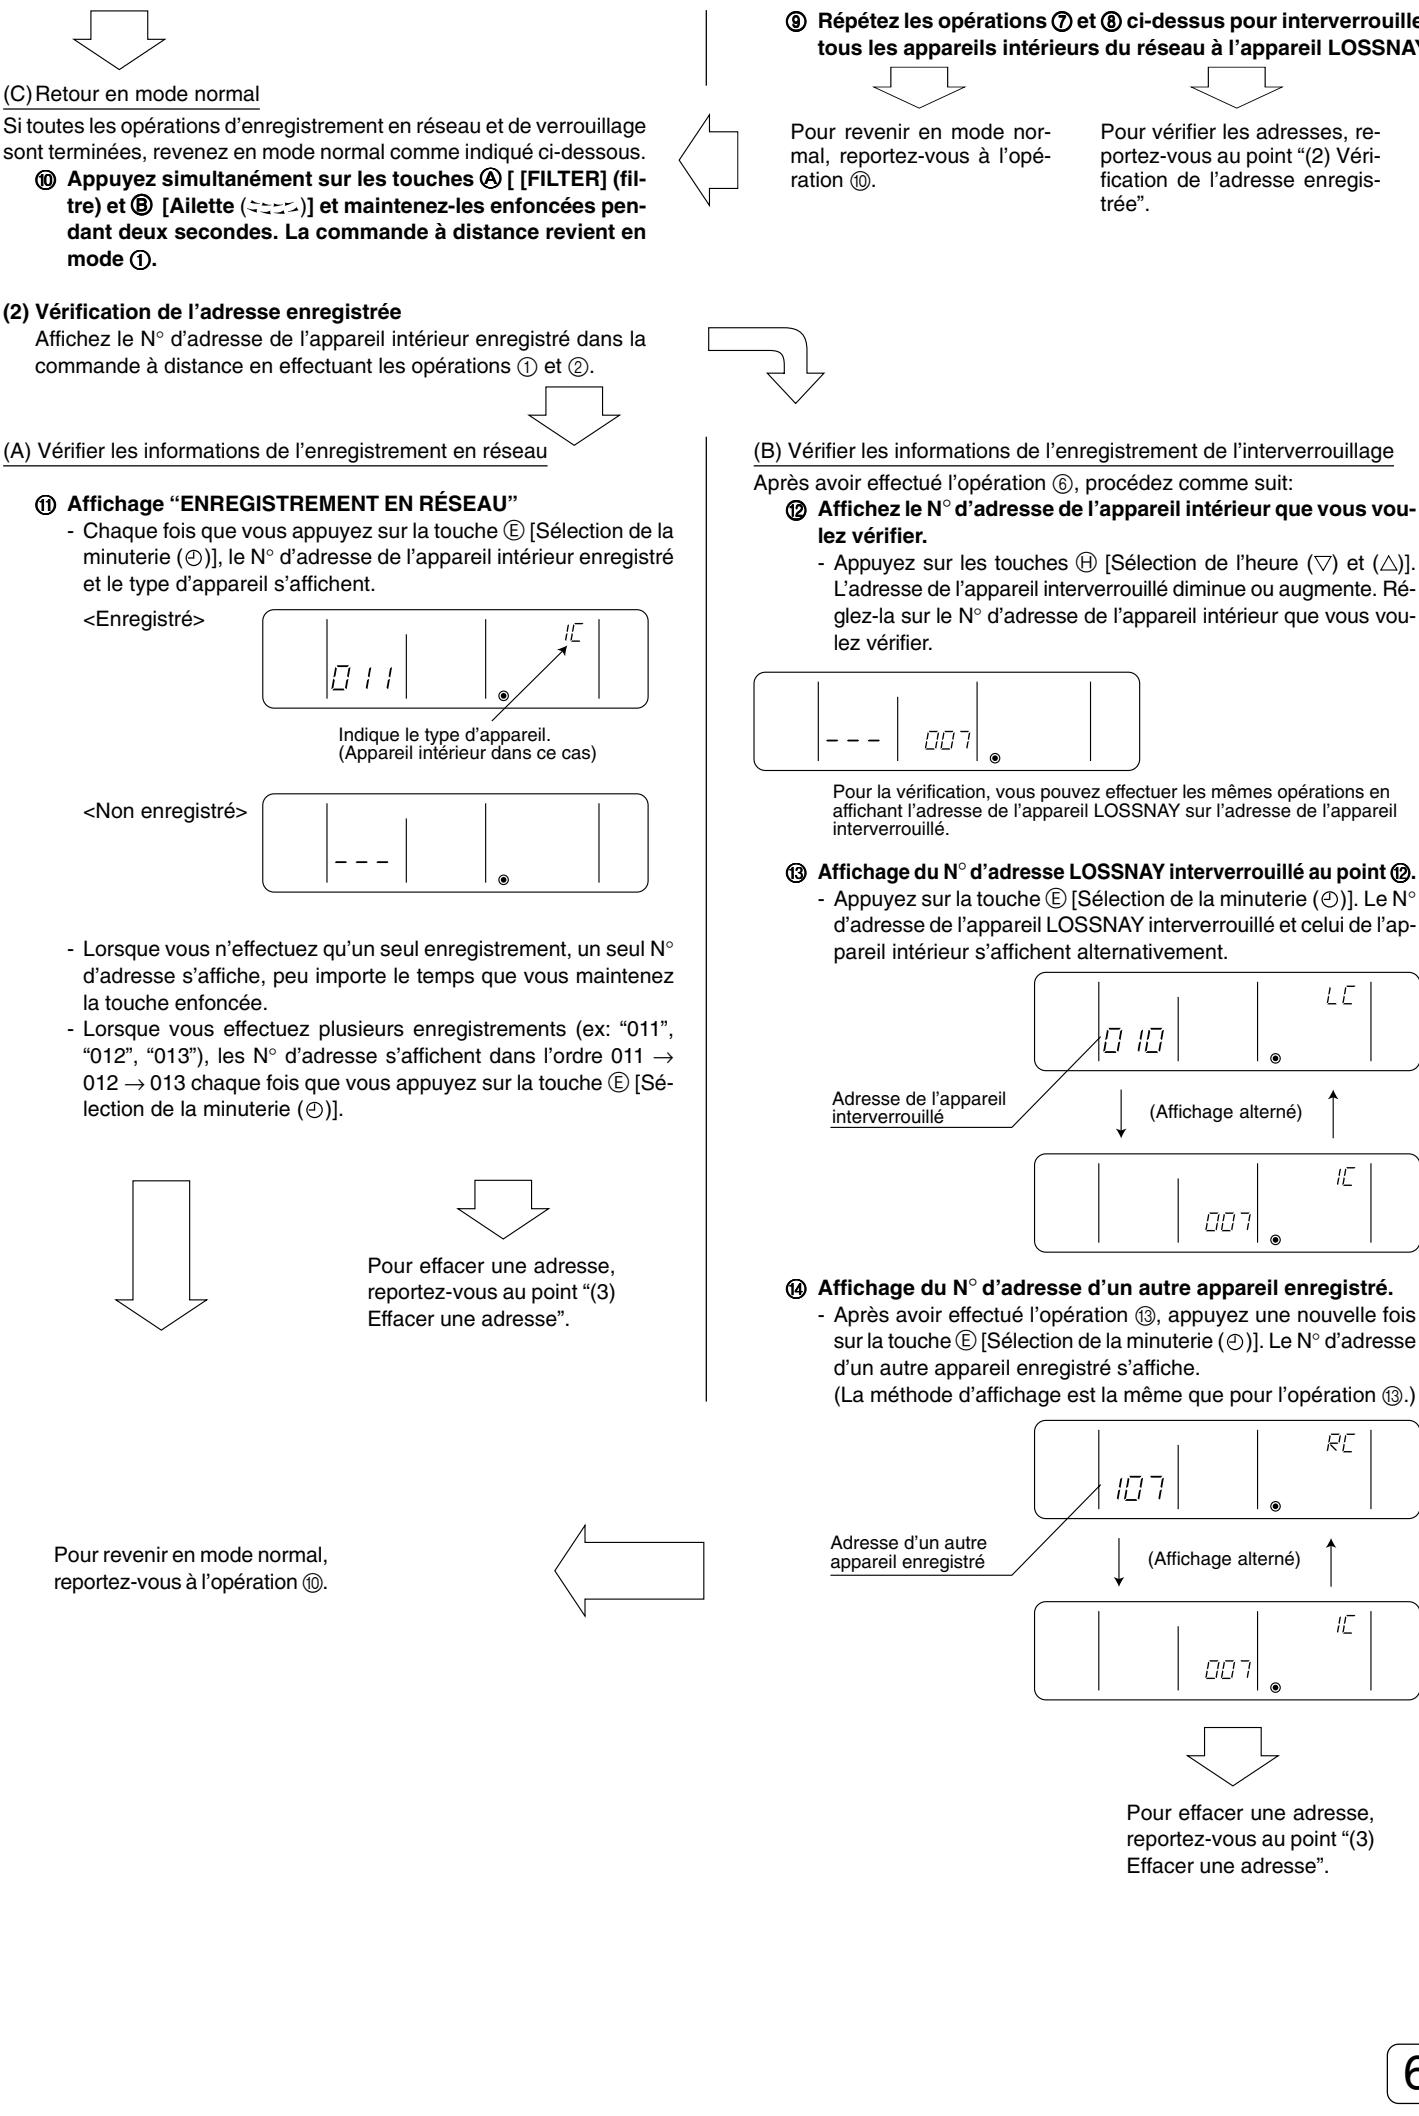 (C) Retour en mode normal
Si toutes les opérations d’enregistrement en réseau et de verrouillage
sont terminées, revenez en mode normal comme indiqué ci-dessous.
⑩ Appuyez simultanément sur les touches Ⓐ [ [FILTER] (fil-
tre) et Ⓑ [Ailette ( )] et maintenez-les enfoncées pen-
dant deux secondes. La commande à distance revient en
mode ①.
⑨ Répétez les opérations ⑦ et ⑧ ci-dessus pour interverrouille
tous les appareils intérieurs du réseau à l’appareil LOSSNAY
Pour revenir en mode nor-
mal, reportez-vous à l’opé-
ration ⑩.
Pour vérifier les adresses, re-
portez-vous au point “(2) Véri-
fication de l’adresse enregis-
trée”.
(2) Vérification de l’adresse enregistrée
Affichez le N° d’adresse de l’appareil intérieur enregistré dans la
commande à distance en effectuant les opérations ① et ②.
(A) Vérifier les informations de l’enregistrement en réseau
⑪ Affichage “ENREGISTREMENT EN RÉSEAU”
- Chaque fois que vous appuyez sur la touche Ⓔ [Sélection de la
minuterie (◴)], le N° d’adresse de l’appareil intérieur enregistré
et le type d’appareil s’affichent.
<Enregistré>
IC
011
Indique le type d’appareil.
(Appareil intérieur dans ce cas)
<Non enregistré>
- - -
- Lorsque vous n’effectuez qu’un seul enregistrement, un seul N°
d’adresse s’affiche, peu importe le temps que vous maintenez
la touche enfoncée.
- Lorsque vous effectuez plusieurs enregistrements (ex: “011”,
“012”, “013”), les N° d’adresse s’affichent dans l’ordre 011 →
012 → 013 chaque fois que vous appuyez sur la touche Ⓔ [Sé-
lection de la minuterie (◴)].
Pour effacer une adresse,
reportez-vous au point “(3)
Effacer une adresse”.
Pour revenir en mode normal,
reportez-vous à l’opération ⑩.
(B) Vérifier les informations de l’enregistrement de l’interverrouillage
Après avoir effectué l’opération ⑥, procédez comme suit:
⑫ Affichez le N° d’adresse de l’appareil intérieur que vous vou-
lez vérifier.
- Appuyez sur les touches Ⓗ [Sélection de l’heure (▽) et (△)].
L’adresse de l’appareil interverrouillé diminue ou augmente. Ré-
glez-la sur le N° d’adresse de l’appareil intérieur que vous vou-
lez vérifier.
- - - 007
Pour la vérification, vous pouvez effectuer les mêmes opérations en
affichant l’adresse de l’appareil LOSSNAY sur l’adresse de l’appareil
interverrouillé.
⑬ Affichage du N° d’adresse LOSSNAY interverrouillé au point ⑫.
- Appuyez sur la touche Ⓔ [Sélection de la minuterie (◴)]. Le N°
d’adresse de l’appareil LOSSNAY interverrouillé et celui de l’ap-
pareil intérieur s’affichent alternativement.
LC
010
Adresse de l’appareil
interverrouillé
(Affichage alterné)
IC
007
⑭ Affichage du N° d’adresse d’un autre appareil enregistré.
- Après avoir effectué l’opération ⑬, appuyez une nouvelle fois
sur la touche Ⓔ [Sélection de la minuterie (◴)]. Le N° d’adresse
d’un autre appareil enregistré s’affiche.
(La méthode d’affichage est la même que pour l’opération ⑬.)
RC
107
Adresse d’un autre
appareil enregistré
(Affichage alterné)
IC
007
Pour effacer une adresse,
reportez-vous au point “(3)
Effacer une adresse”.